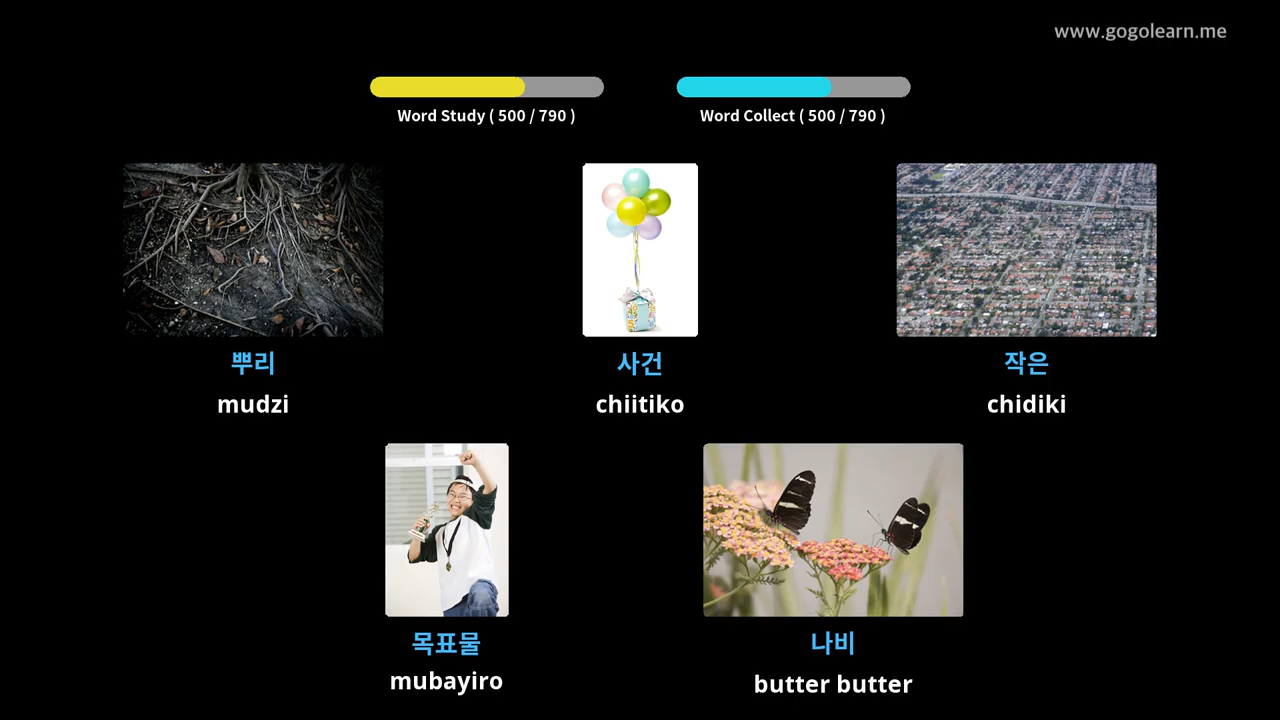 www.gogolearn.me
Word Study ( 500 / 790 )
Word Collect ( 500 / 790 )
뿌리
mudzi
사건
chiitiko
작은
chidiki
목표물
mubayiro
나비
butter butter